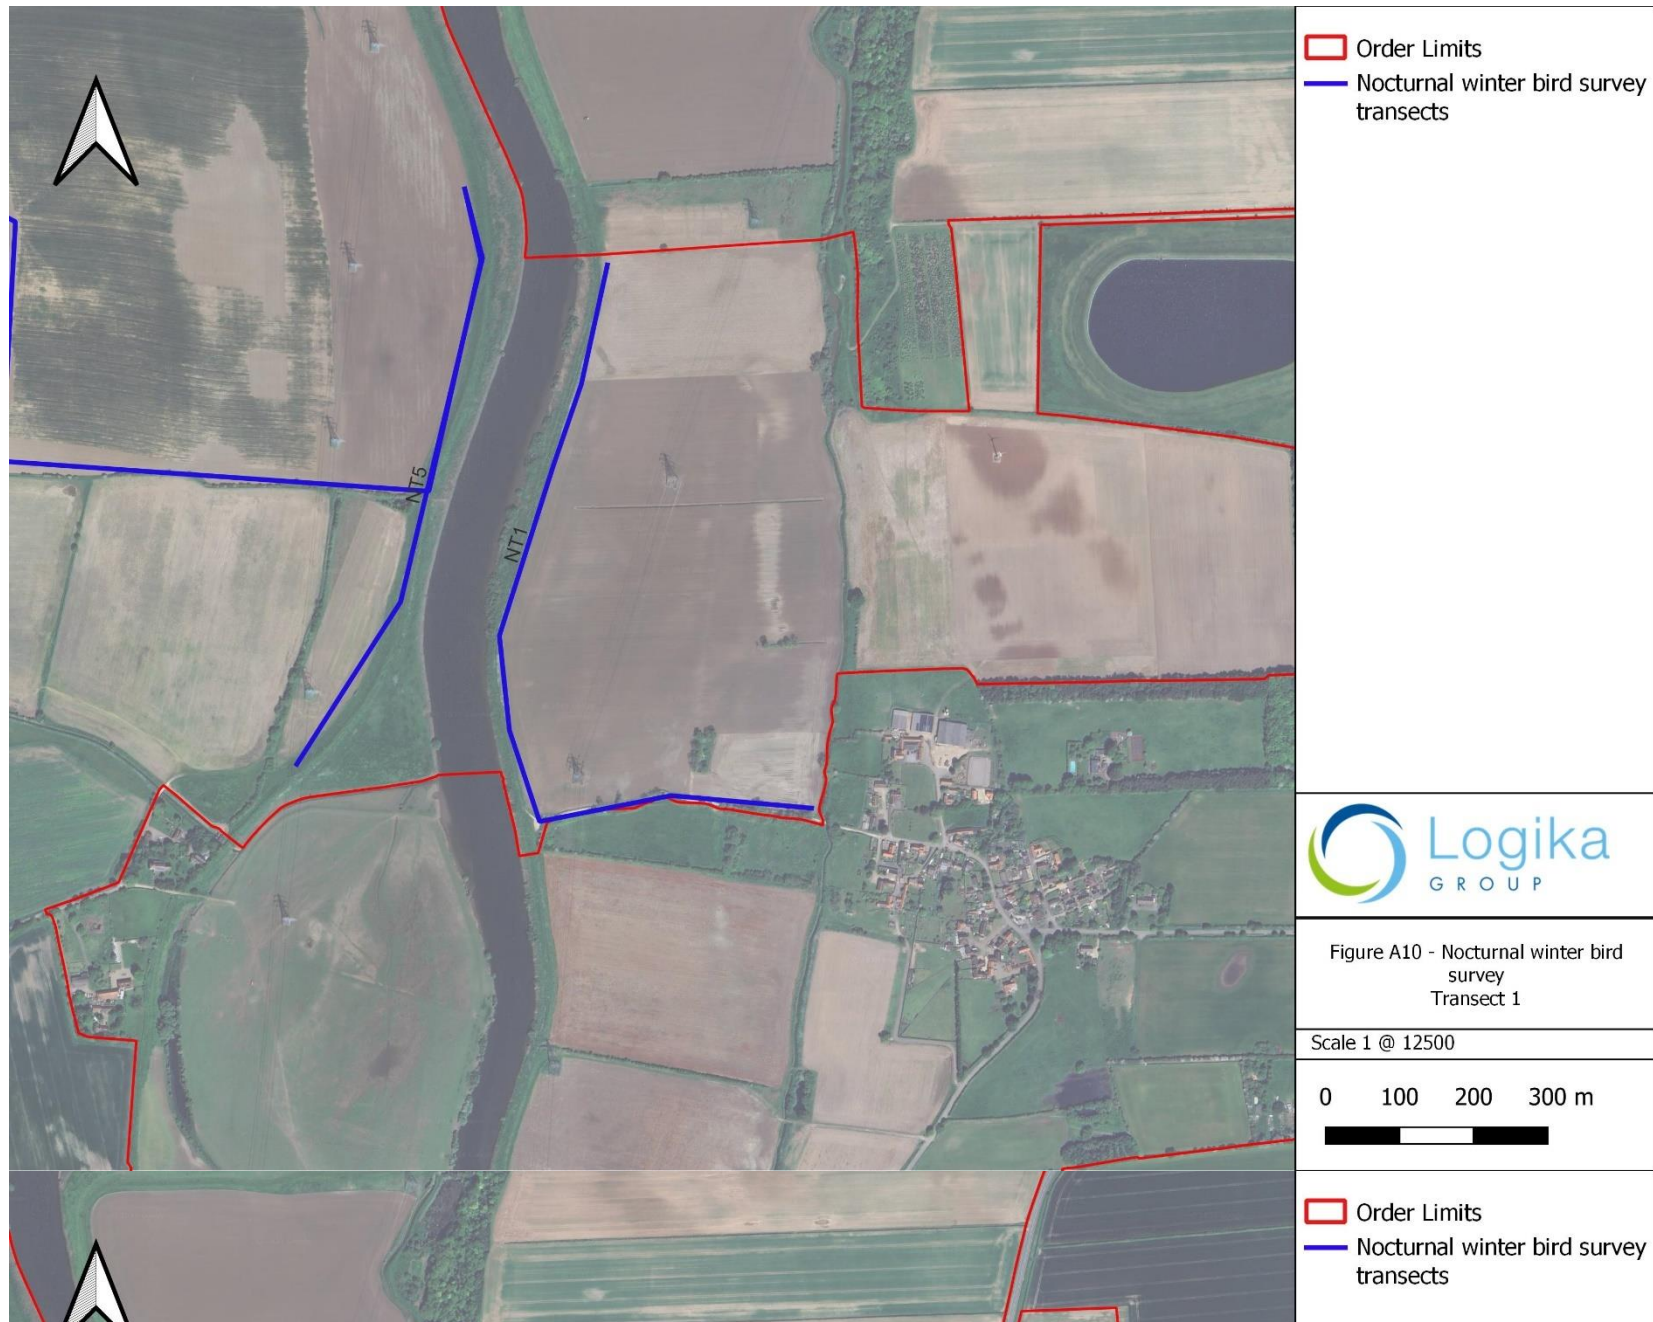 Order Limits
Nocturnal winter bird survey
transects
NT5
NT1
Logika
GROUP
Figure A10 - Nocturnal winter bird
survey
Transect 1
Scale 1 @ 12500
0 100 200 300 m
Order Limits
Nocturnal winter bird survey
transects